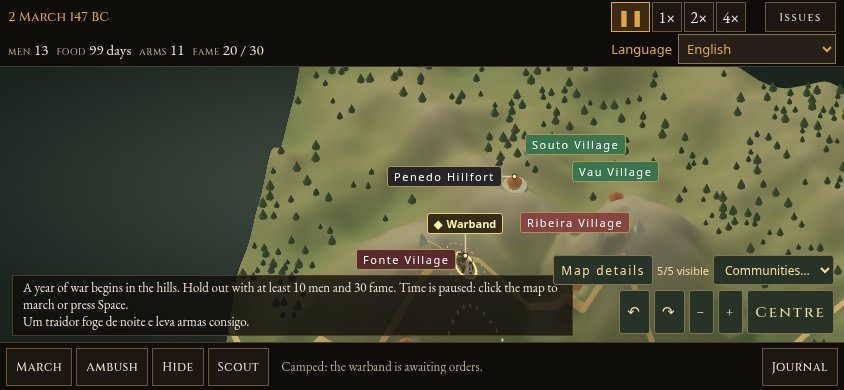 2 MARCH 147 BC
❚❚ 1× 2× 4× ISSUES
MEN 13 FOOD 99 days ARMS 11 FAME 20 / 30
Language English
Souto Village
Penedo Hillfort
Vau Village
◆ Warband
Ribeira Village
Fonte Village
Map details 5/5 visible Communities...
A year of war begins in the hills. Hold out with at least 10 men and 30 fame. Time is paused: click the map to
march or press Space.
Um traidor foge de noite e leva armas consigo.
↶ ↷ − + CENTRE
MARCH AMBUSH HIDE SCOUT Camped: the warband is awaiting orders. JOURNAL